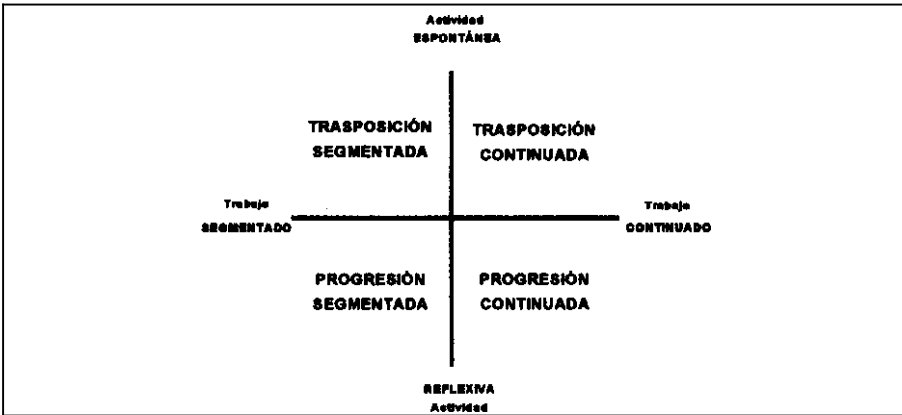 Actividad
ESPONTÁNEA
TRASPOSICIÓN
SEGMENTADA
TRASPOSICIÓN
CONTINUADA
Trabajo
SEGMENTADO
Trabajo
CONTINUADO
PROGRESIÓN
SEGMENTADA
PROGRESIÓN
CONTINUADA
REFLEXIVA
Actividad